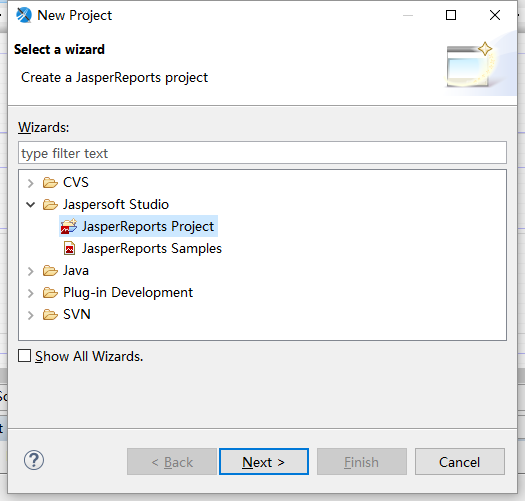 New Project
Select a wizard
Create a JasperReports project
Wizards:
type filter text
CVS
Jaspersoft Studio
JasperReports Project
JasperReports Samples
Java
Plug-in Development
SVN
Show All Wizards.
?
< Back
Next >
Finish
Cancel